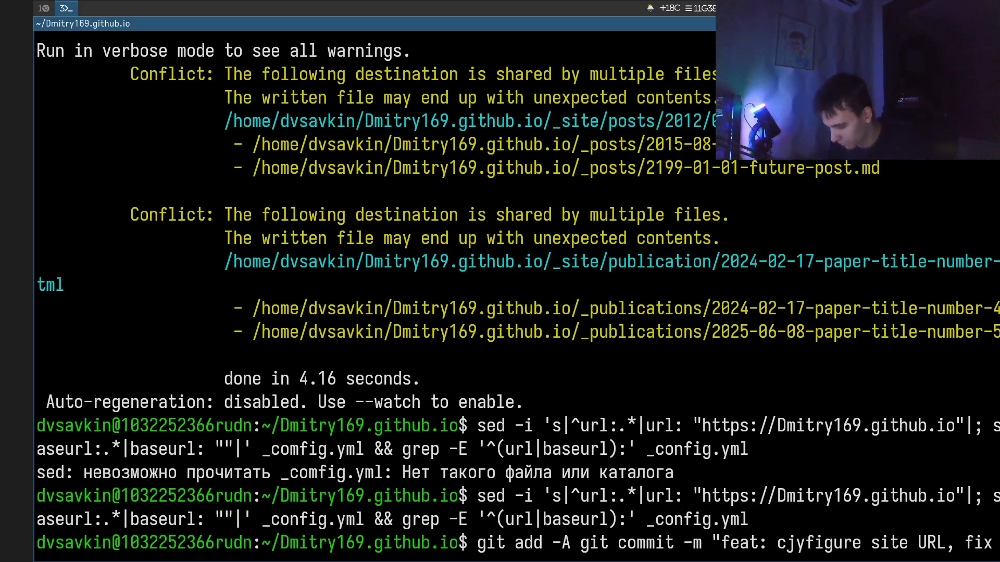 1 3>_ +18C 11G38
~/Dmitry169.github.io
Run in verbose mode to see all warnings.
Conflict: The following destination is shared by multiple files
The written file may end up with unexpected contents.
/home/dvsavkin/Dmitry169.github.io/_site/posts/2012/
- /home/dvsavkin/Dmitry169.github.io/_posts/2015-08-
- /home/dvsavkin/Dmitry169.github.io/_posts/2199-01-01-future-post.md
Conflict: The following destination is shared by multiple files.
The written file may end up with unexpected contents.
/home/dvsavkin/Dmitry169.github.io/_site/publication/2024-02-17-paper-title-number-
tml
- /home/dvsavkin/Dmitry169.github.io/_publications/2024-02-17-paper-title-number-4
- /home/dvsavkin/Dmitry169.github.io/_publications/2025-06-08-paper-title-number-5
done in 4.16 seconds.
Auto-regeneration: disabled. Use --watch to enable.
dvsavkin@1032252366rudn:~/Dmitry169.github.io$ sed -i 's|^url:.*|url: "https://Dmitry169.github.io"|; s
aseurl:.*|baseurl: ""|' _comfig.yml && grep -E '^(url|baseurl):' _config.yml
sed: невозможно прочитать _comfig.yml: Нет такого файла или каталога
dvsavkin@1032252366rudn:~/Dmitry169.github.io$ sed -i 's|^url:.*|url: "https://Dmitry169.github.io"|; s
aseurl:.*|baseurl: ""|' _config.yml && grep -E '^(url|baseurl):' _config.yml
dvsavkin@1032252366rudn:~/Dmitry169.github.io$ git add -A git commit -m "feat: cjyfigure site URL, fix